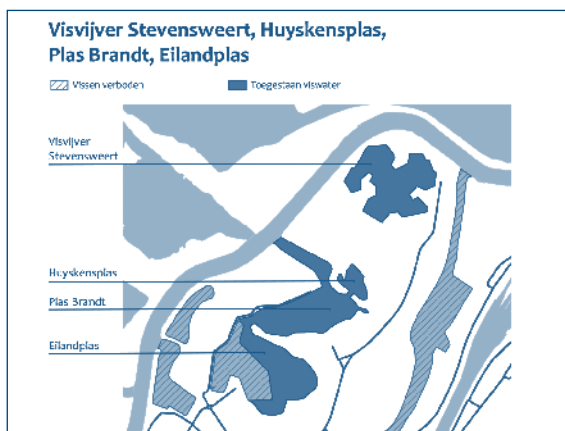 Visvijver Stevensweert, Huyskensplas,
Plas Brandt, Eilandplas
Vissen verboden
Toegestaan viswater
Visvijver
Stevensweert
Huyskensplas
Plas Brandt
Eilandplas